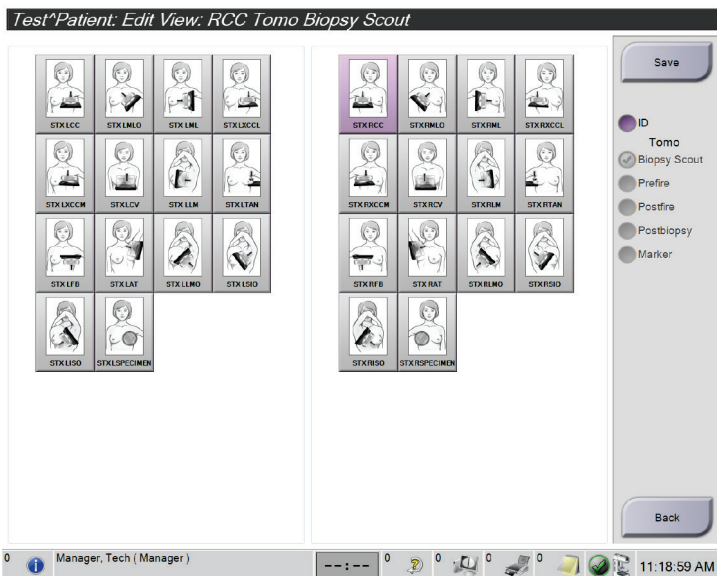 Test^Patient: Edit View: RCC Tomo Biopsy Scout
STX LCC STX LMLO STX LML STX LXCCL
STX LXCCM STX LCV STX LLM STX LTAN
STX LFB STX LAT STX LLMO STX LSIO
STX LISO STX LSPECIMEN
STX RCC STX RMLO STX RML STX RXCCL
STX RXCCM STX RCV STX RLM STX RTAN
STX RFB STX RAT STX RLMO STX RSIO
STX RISO STX RSPECIMEN
Save
ID
Tomo
Biopsy Scout
Prefire
Postfire
Postbiopsy
Marker
Back
0 i Manager, Tech ( Manager ) --:-- 0 ? 0 0 0 11:18:59 AM